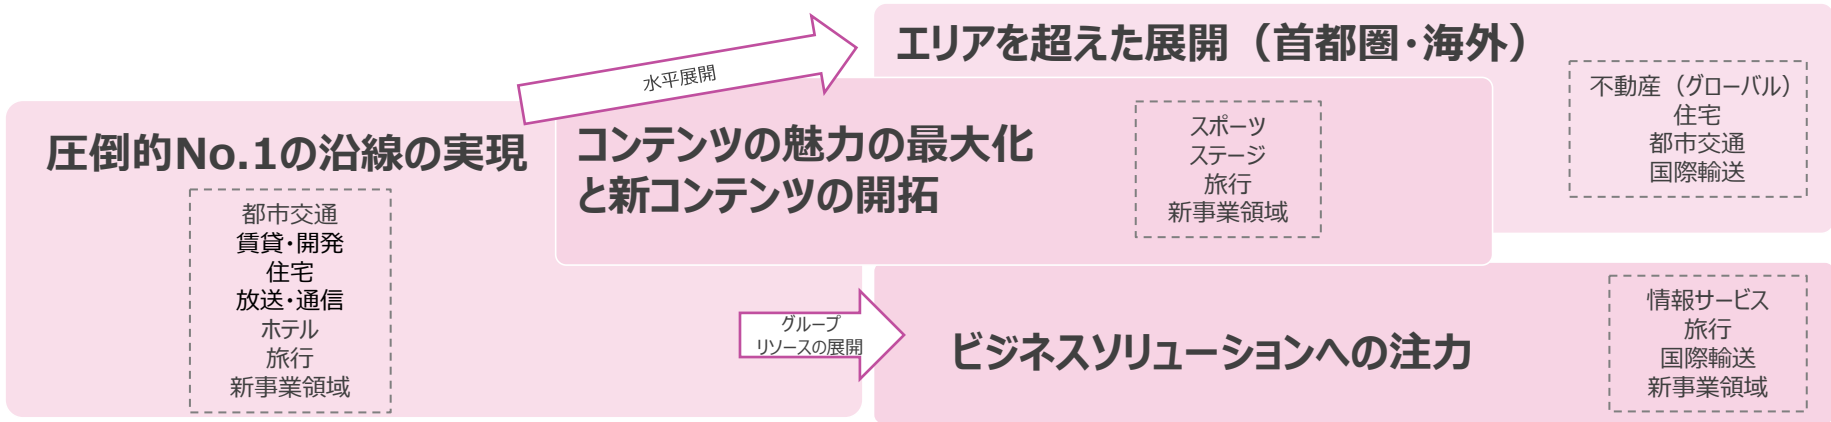 圧倒的No.1の沿線の実現
都市交通
賃貸・開発
住宅
放送・通信
ホテル
旅行
新事業領域
水平展開
コンテンツの魅力の最大化
と新コンテンツの開拓
スポーツ
ステージ
旅行
新事業領域
エリアを超えた展開（首都圏・海外）
不動産（グローバル）
住宅
都市交通
国際輸送
グループ
リソースの展開
ビジネスソリューションへの注力
情報サービス
旅行
国際輸送
新事業領域